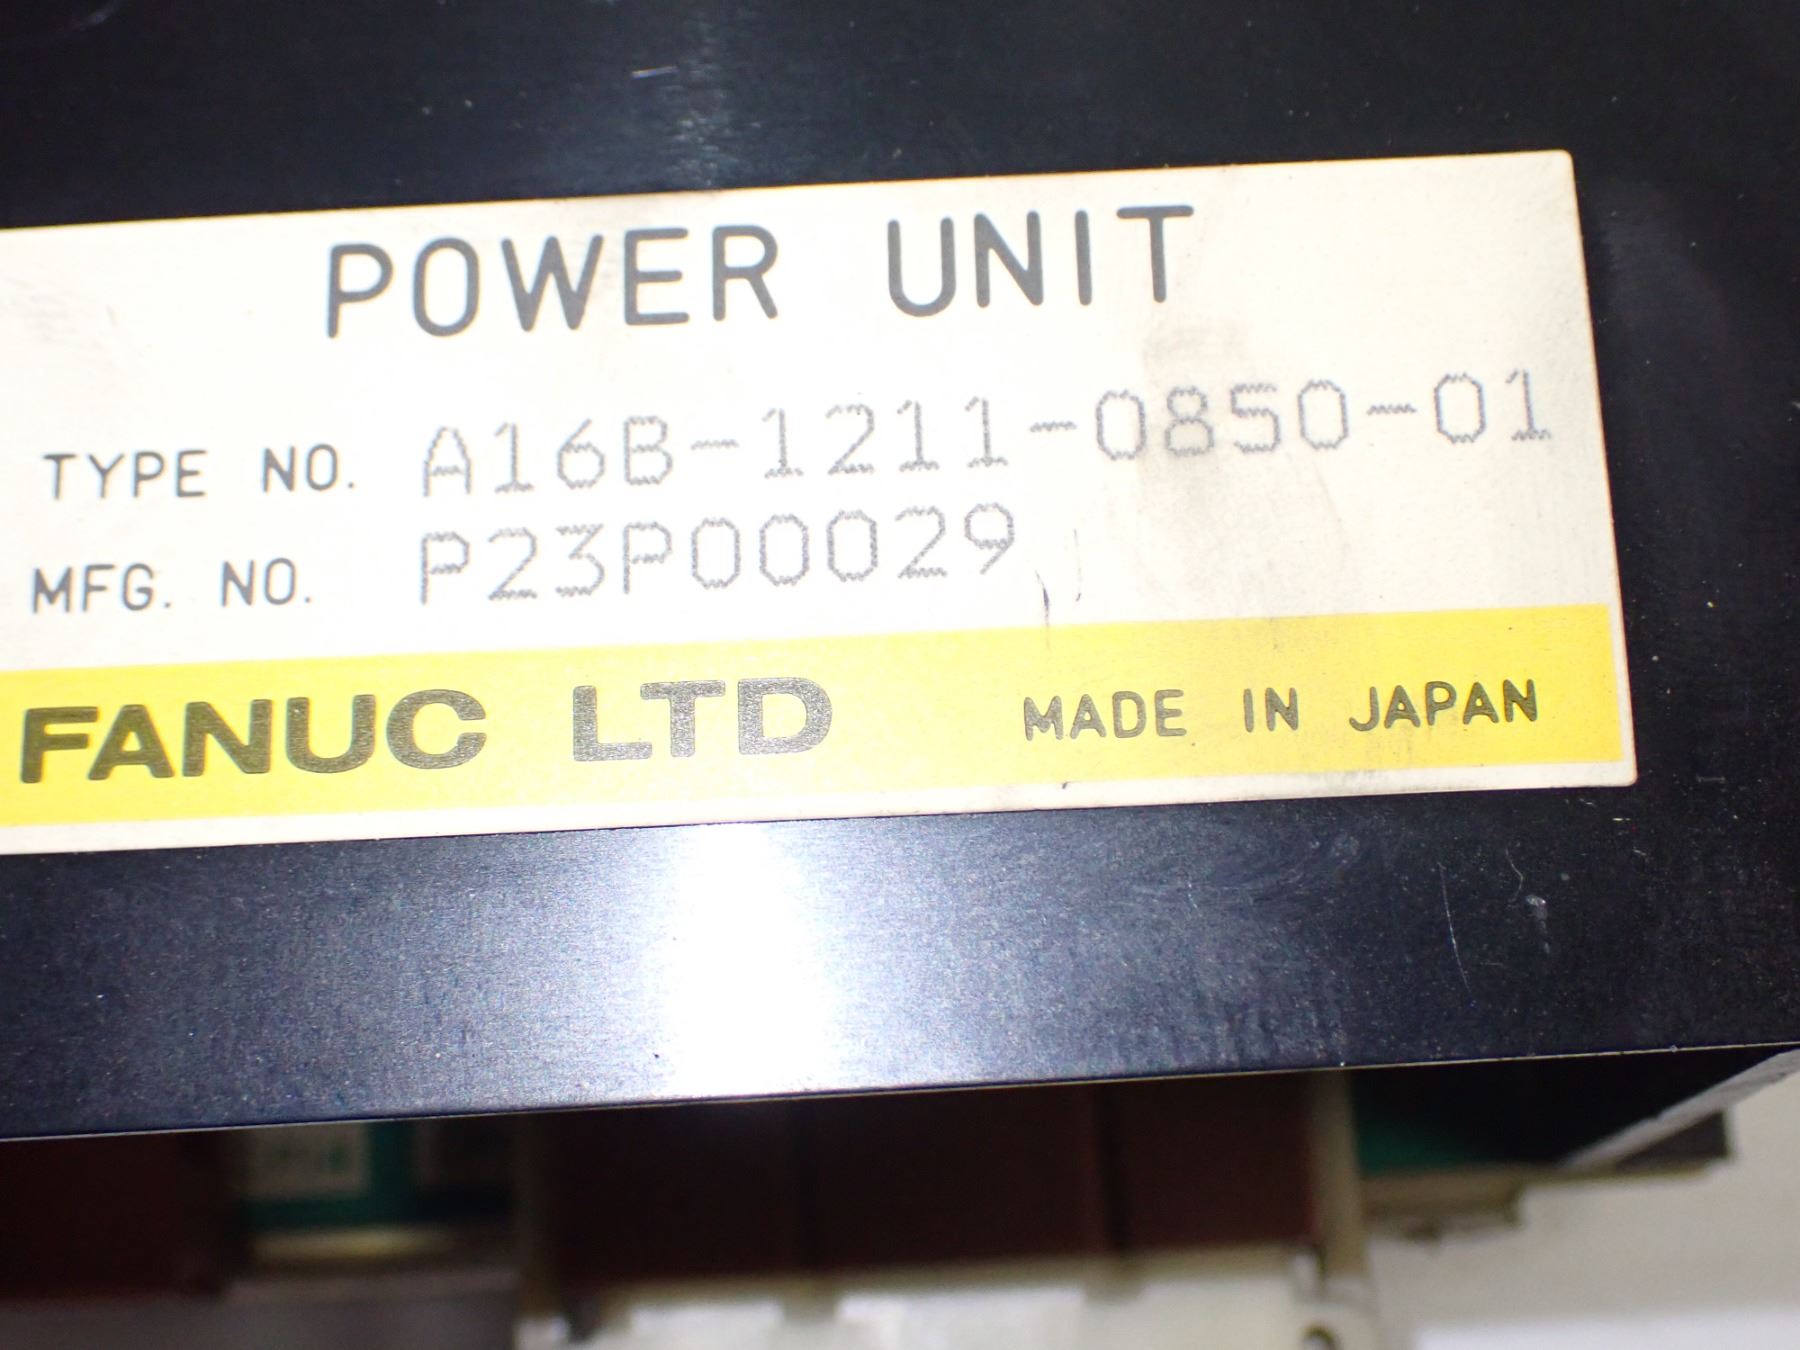 POWER UNIT
TYPE NO. A16B-1211-0850-01
MFG. NO. P23P00029
FANUC LTD MADE IN JAPAN